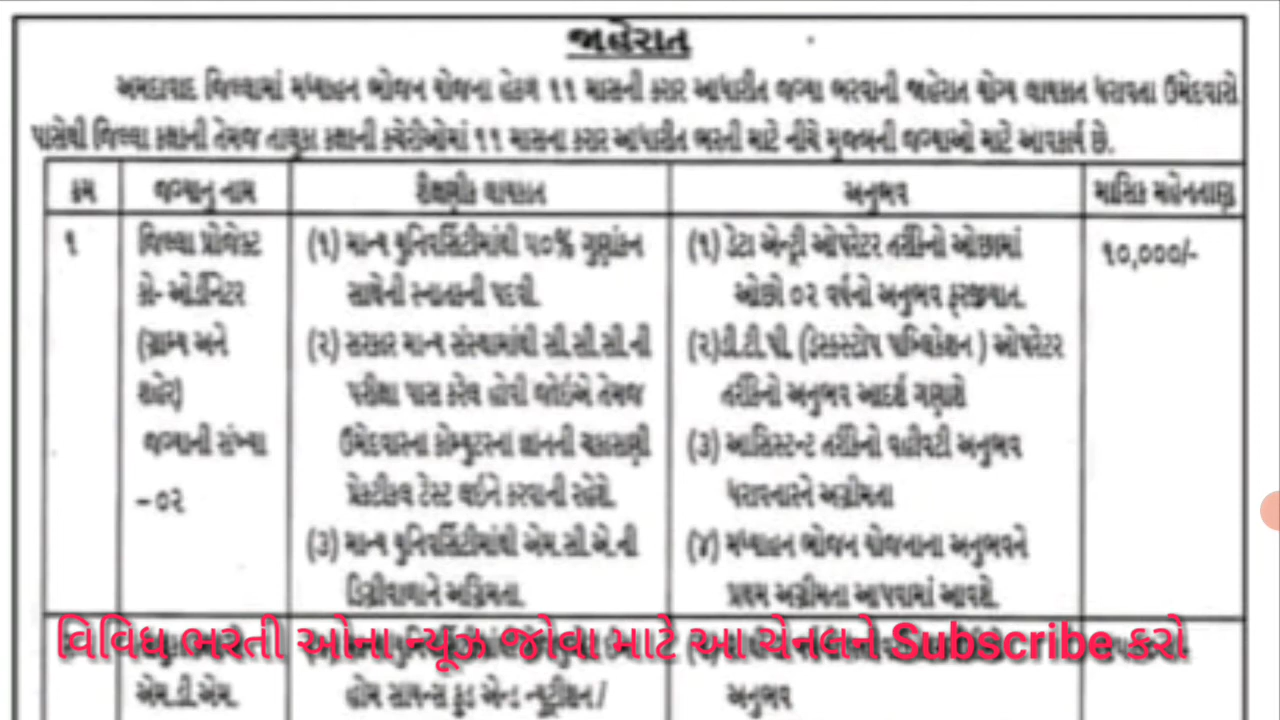 જાહેરાત
અમદાવાદ જિલ્લામાં મધ્યાહન ભોજન યોજના હેઠળ ૧૧ માસની કરાર આધારીત જગ્યા ભરવાની જાહેરાત યોગ્ય લાયકાત ધરાવતા ઉમેદવારો
પાસેથી જિલ્લા કક્ષાની તેમજ તાલુકા કક્ષાની કચેરીઓમાં ૧૧ માસના કરાર આધારીત ભરતી માટે નીચે મુજબની જગ્યાઓ માટે આવકાર્ય છે.
ક્રમ જગ્યાનુ નામ શૈક્ષણીક લાયકાત અનુભવ માસિક મહેનતાણુ
૧ જિલ્લા પ્રોજેક્ટ (૧) માન્ય યુનિવર્સિટીમાંથી ૫૦% ગુણાંકન (૧) ડેટા એન્ટ્રી ઓપરેટર તરીકેનો ઓછામાં ૧૦,૦૦૦/-
કો- ઓર્ડિનેટર સાથેની સ્નાતકની પદવી. ઓછો ૦૨ વર્ષનો અનુભવ ફરજીયાત.
(ગ્રામ્ય અને (૨) સરકાર માન્ય સંસ્થામાંથી સી.સી.સી.ની (૨)ડી.ટી.પી. (ડેસ્કટોપ પબ્લિકેશન ) ઓપરેટર
શહેર) પરીક્ષા પાસ કરેલ હોવી જોઈએ તેમજ તરીકેનો અનુભવ આદર્શ ગણાશે
જગ્યાની સંખ્યા ઉમેદવારના કોમ્પુટરના જ્ઞાનની ચકાસણી (૩) આસિસ્ટન્ટ તરીકેનો વહીવટી અનુભવ
– ૦૨ પ્રેક્ટીકલ ટેસ્ટ લઈને કરવાની રહેશે. ધરાવનારને અગ્રીમતા
(૩) માન્ય યુનિવર્સિટીમાંથી એમ.સી.એ.ની (૪) મધ્યાહન ભોજન યોજનાના અનુભવને
ડિગ્રીવાળાને અગ્રિમતા. પ્રથમ અગ્રીમતા આપવામાં આવશે.
વિવિધ ભરતી ઓના ન્યૂઝ જોવા માટે આ ચેનલને Subscribe કરો
એમ.ડી.એમ. હોમ સાયન્સ ફુડ એન્ડ ન્યૂટ્રીશન / અનુભવ